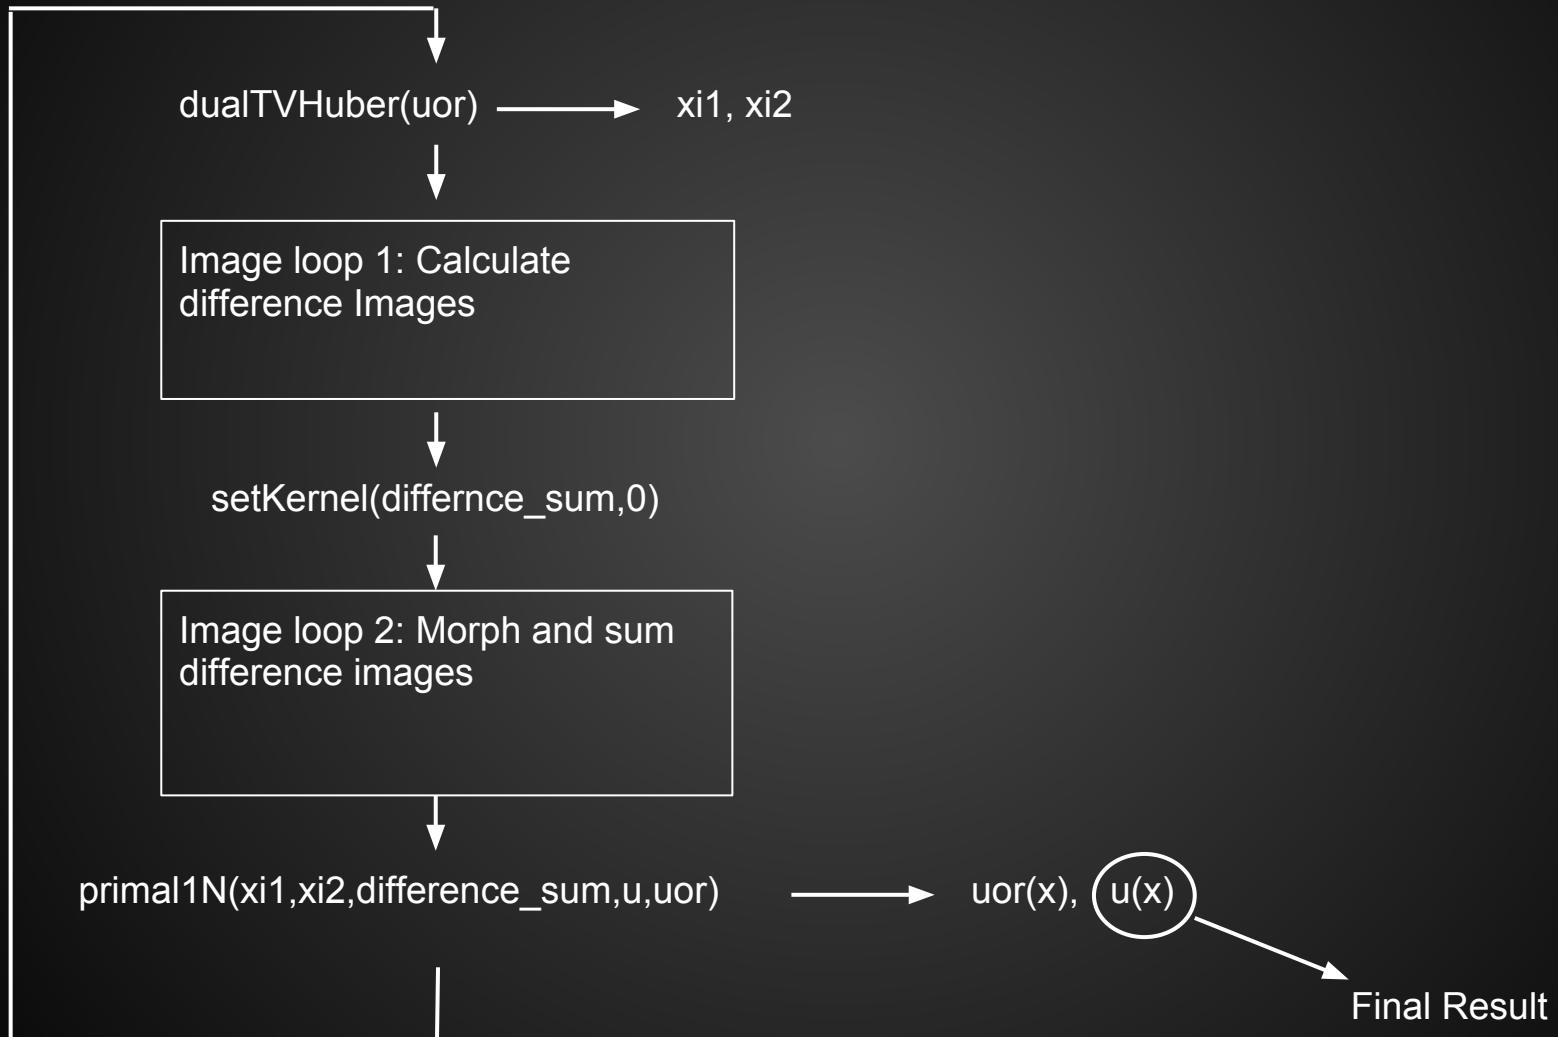 dualTVHuber(uor)
xi1, xi2
Image loop 1: Calculate
difference Images
setKernel(differnce_sum,0)
Image loop 2: Morph and sum
difference images
primal1N(xi1,xi2,difference_sum,u,uor)
uor(x), u(x)
Final Result